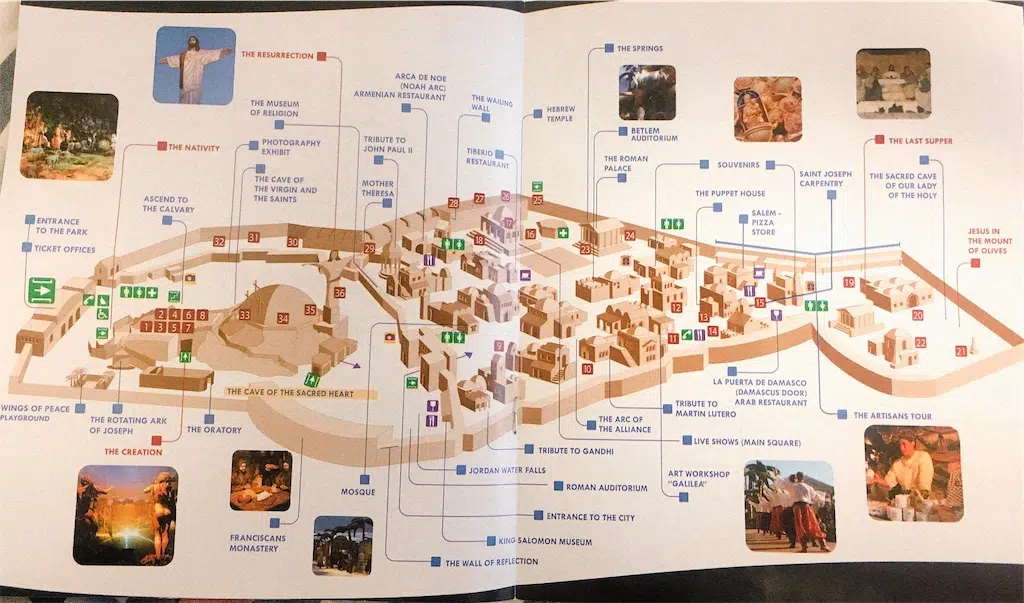 THE RESURRECTION
THE SPRINGS
ARCA DE NOE
(NOAH ARC)
ARMENIAN RESTAURANT
THE WAILING
WALL
HEBREW
TEMPLE
THE MUSEUM
OF RELIGION
THE NATIVITY
PHOTOGRAPHY
EXHIBIT
TRIBUTE TO
JOHN PAUL II
TIBERIO
RESTAURANT
BETLEM
AUDITORIUM
THE LAST SUPPER
THE CAVE OF
THE VIRGIN AND
THE SAINTS
MOTHER
THERESA
THE ROMAN
PALACE
SOUVENIRS
SAINT JOSEPH
CARPENTRY
THE SACRED CAVE
OF OUR LADY
OF THE HOLY
ASCEND TO
THE CALVARY
THE PUPPET HOUSE
SALEM -
PIZZA
STORE
ENTRANCE
TO THE PARK
TICKET OFFICES
JESUS IN
THE MOUNT
OF OLIVES
32
31
30
29
28
27
26
25
24
23
16
17
18
36
35
34
33
2 4 6 8
1 3 5 7
9
10
11
12
13
14
15
19
20
21
22
THE CAVE OF THE SACRED HEART
WINGS OF PEACE
PLAYGROUND
THE ROTATING ARK
OF JOSEPH
THE ORATORY
THE CREATION
LA PUERTA DE DAMASCO
(DAMASCUS DOOR)
ARAB RESTAURANT
TRIBUTE TO
MARTIN LUTERO
THE ARTISANS TOUR
THE ARC OF
THE ALLIANCE
LIVE SHOWS (MAIN SQUARE)
TRIBUTE TO GANDHI
MOSQUE
JORDAN WATER FALLS
ROMAN AUDITORIUM
ART WORKSHOP
"GALILEA"
ENTRANCE TO THE CITY
FRANCISCANS
MONASTERY
KING SALOMON MUSEUM
THE WALL OF REFLECTION